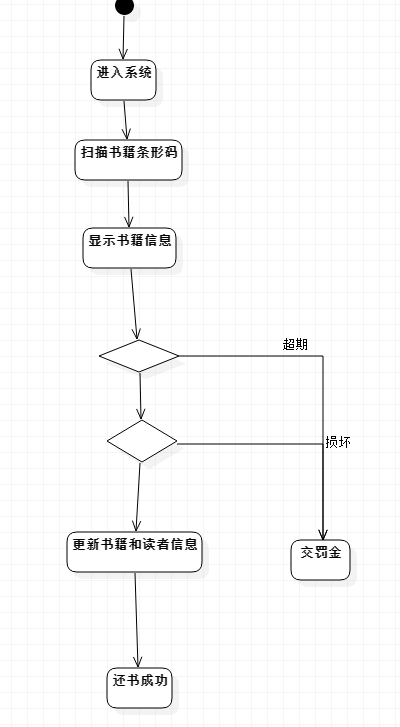 进入系统
扫描书籍条形码
显示书籍信息
超期
损坏
更新书籍和读者信息
交罚金
还书成功